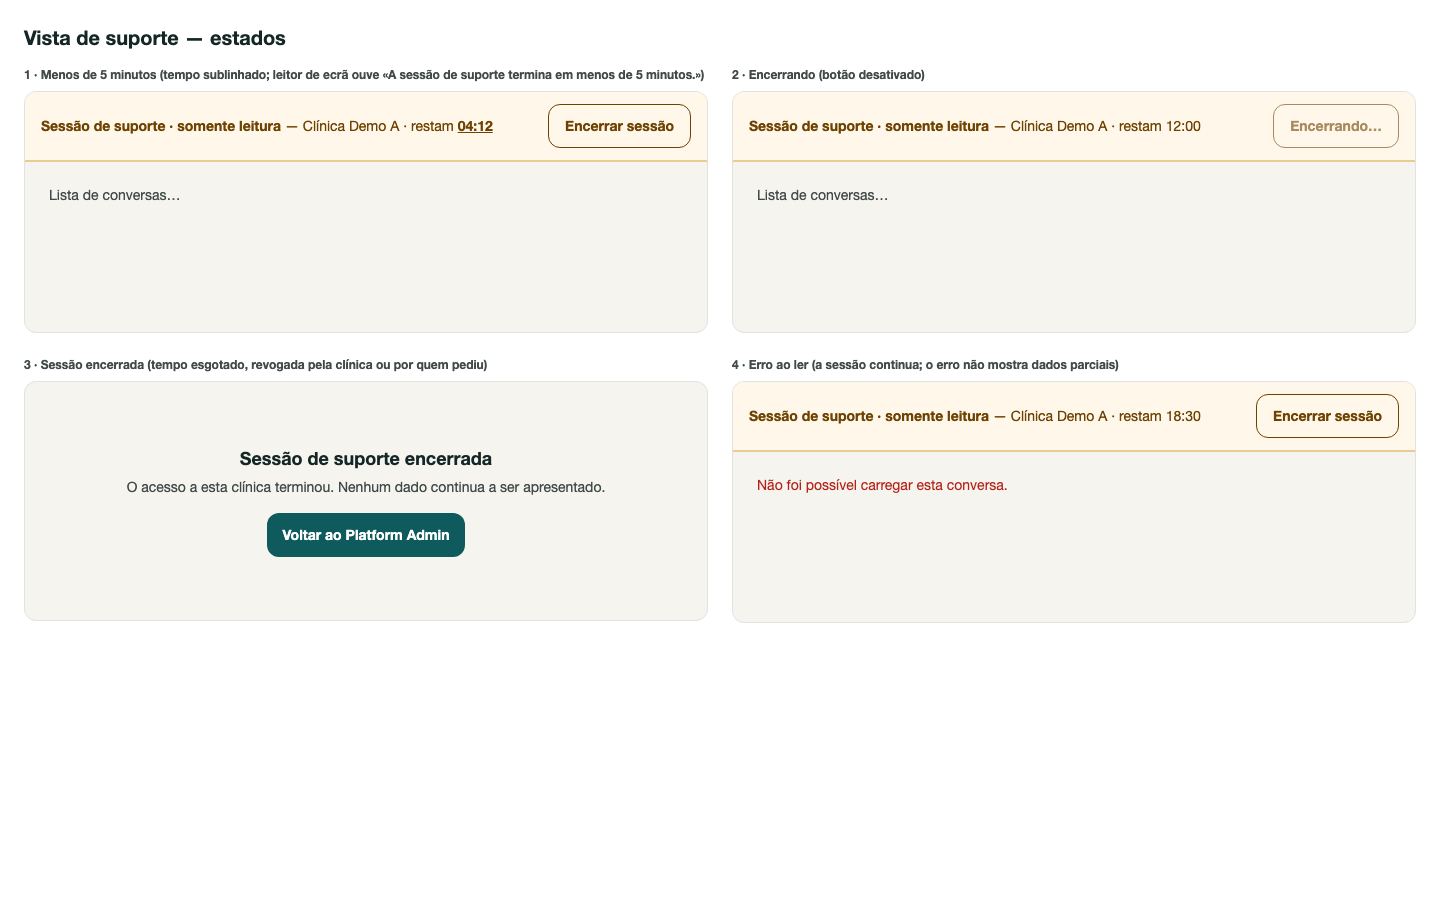 Vista de suporte — estados
1 · Menos de 5 minutos (tempo sublinhado; leitor de ecrã ouve «A sessão de suporte termina em menos de 5 minutos.»)
Sessão de suporte · somente leitura — Clínica Demo A · restam 04:12
Encerrar sessão
Lista de conversas…
2 · Encerrando (botão desativado)
Sessão de suporte · somente leitura — Clínica Demo A · restam 12:00
Encerrando…
Lista de conversas…
3 · Sessão encerrada (tempo esgotado, revogada pela clínica ou por quem pediu)
Sessão de suporte encerrada
O acesso a esta clínica terminou. Nenhum dado continua a ser apresentado.
Voltar ao Platform Admin
4 · Erro ao ler (a sessão continua; o erro não mostra dados parciais)
Sessão de suporte · somente leitura — Clínica Demo A · restam 18:30
Encerrar sessão
Não foi possível carregar esta conversa.